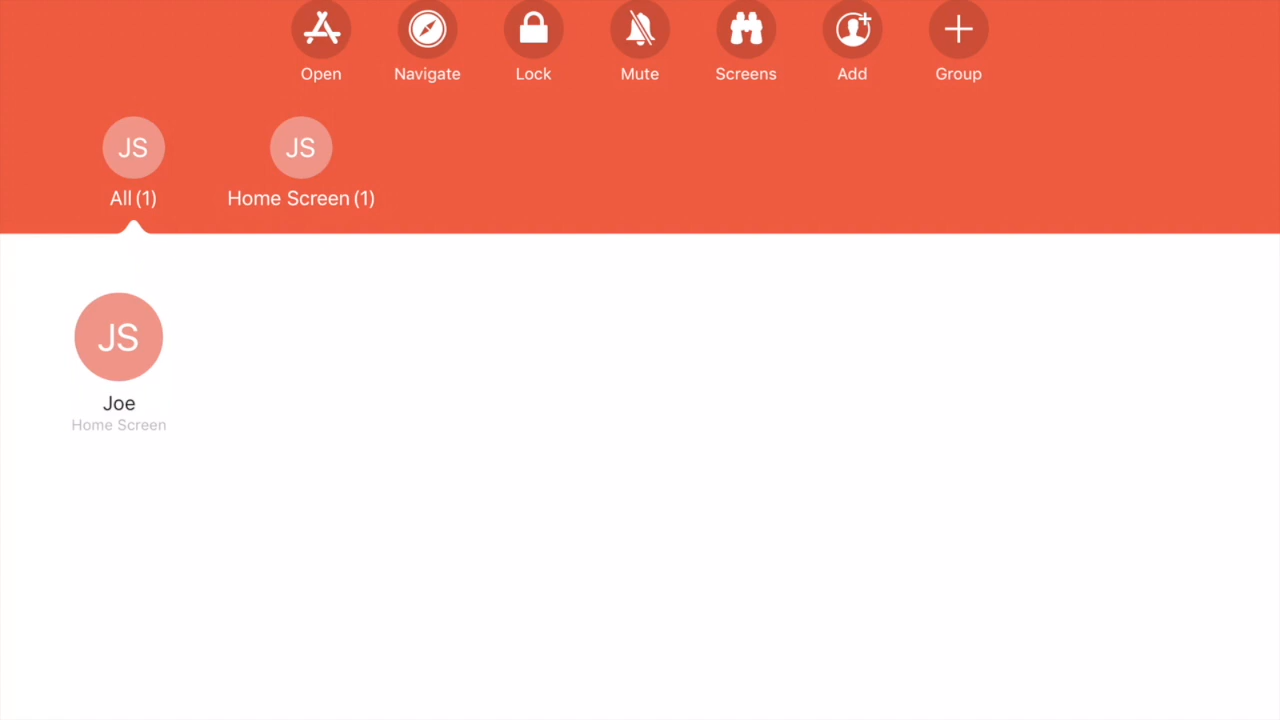 Open Navigate Lock Mute Screens Add Group
JS JS
All (1) Home Screen (1)
JS
Joe
Home Screen